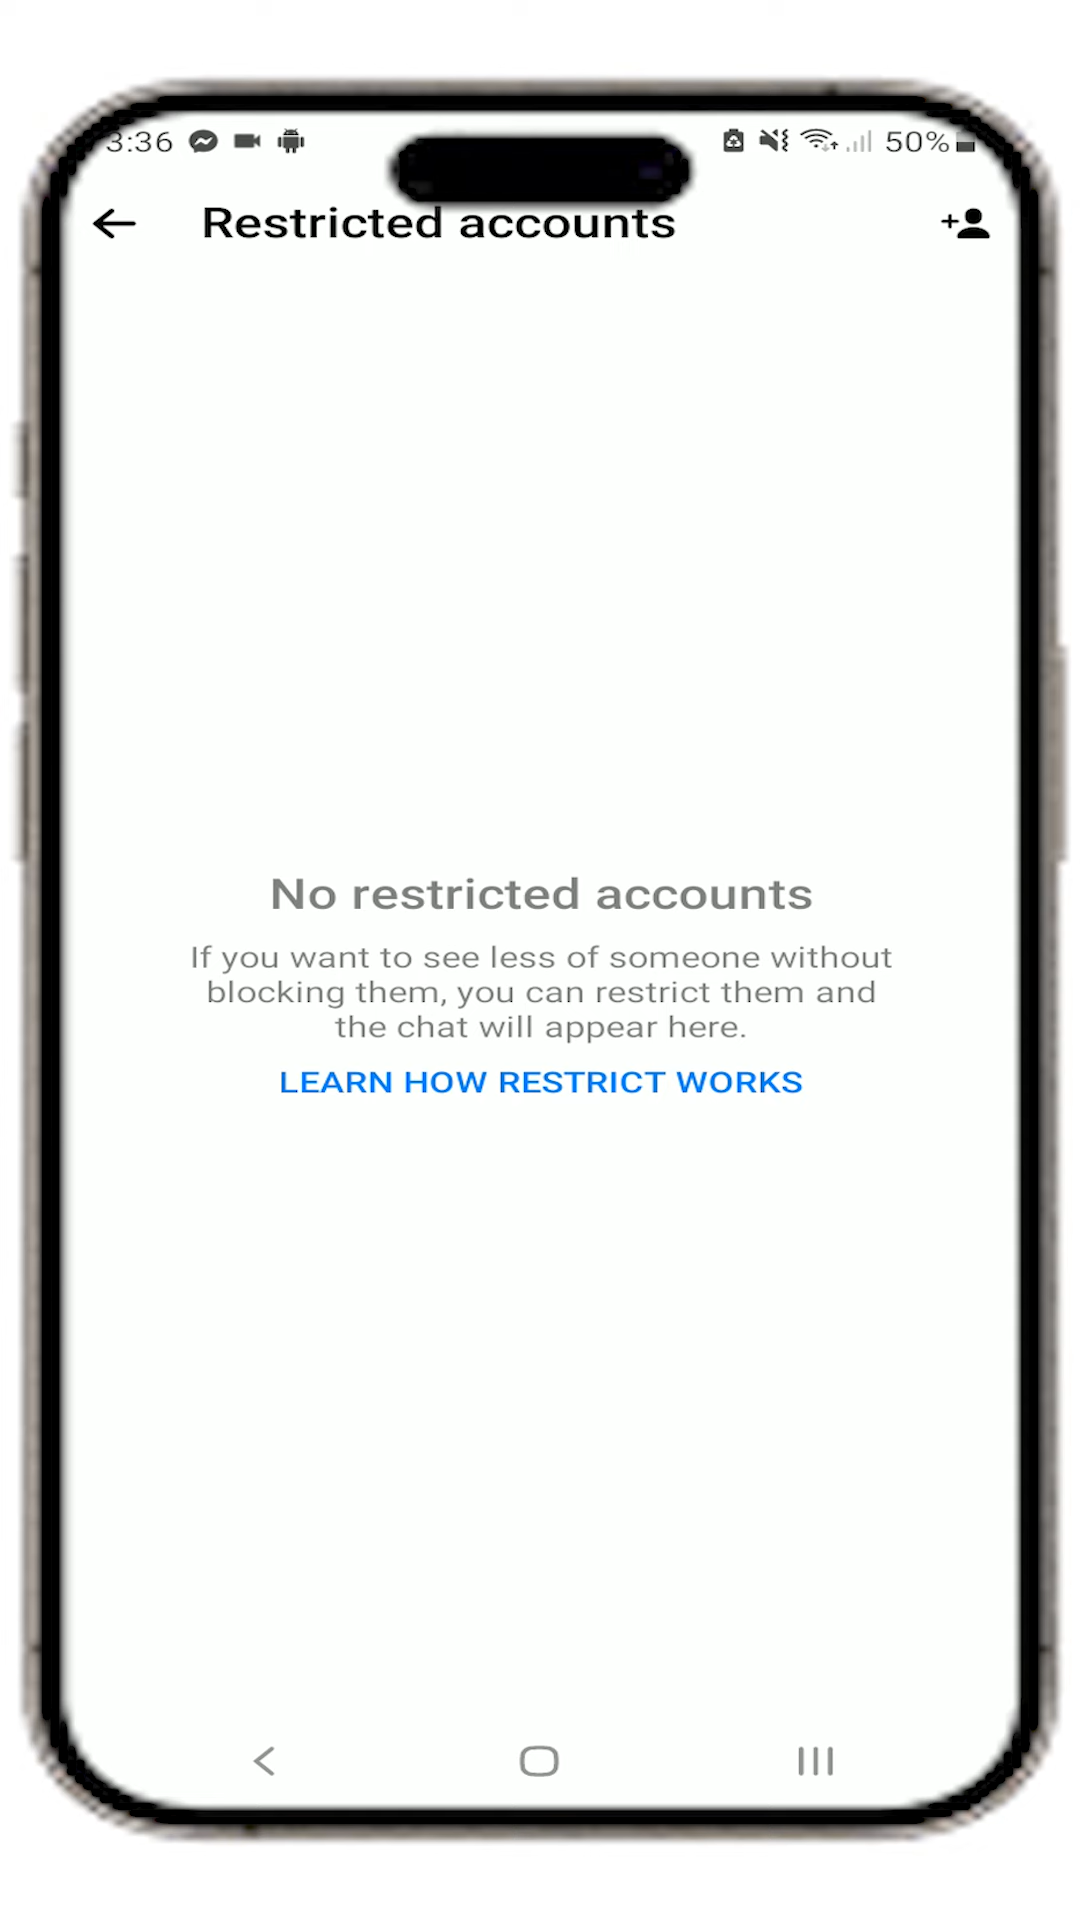 3:36
50%
Restricted accounts
No restricted accounts
If you want to see less of someone without
blocking them, you can restrict them and
the chat will appear here.
LEARN HOW RESTRICT WORKS